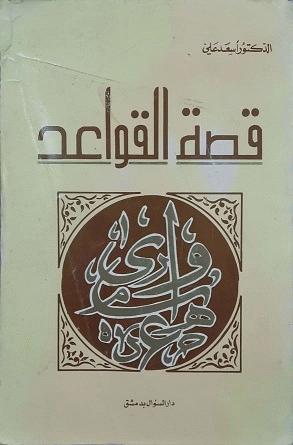 الدكتور أسعد علي
قصة القواعد
دار السؤال بدمشق